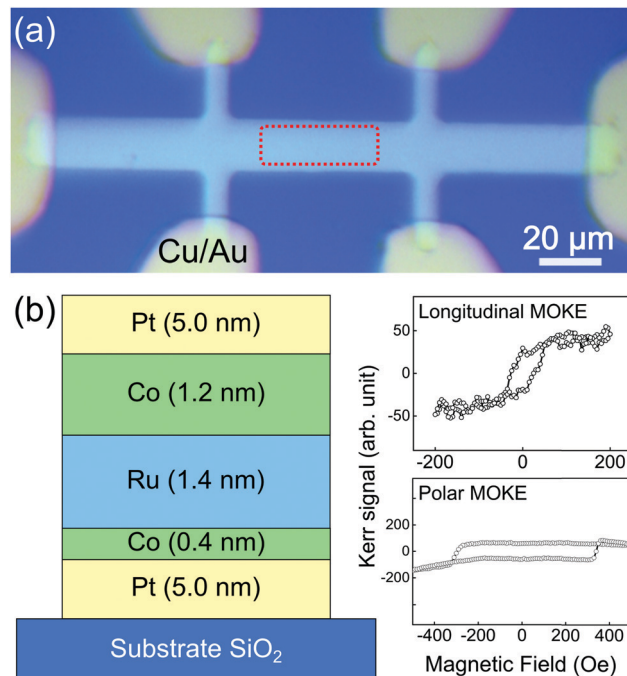 (a)
Cu/Au
20 μm
(b)
Pt (5.0 nm)
Co (1.2 nm)
Ru (1.4 nm)
Co (0.4 nm)
Pt (5.0 nm)
Substrate SiO₂
Kerr signal (arb. unit)
Longitudinal MOKE
50
0
-50
-200
0
200
Polar MOKE
100
0
-200
-400
-200
0
200
400
Magnetic Field (Oe)